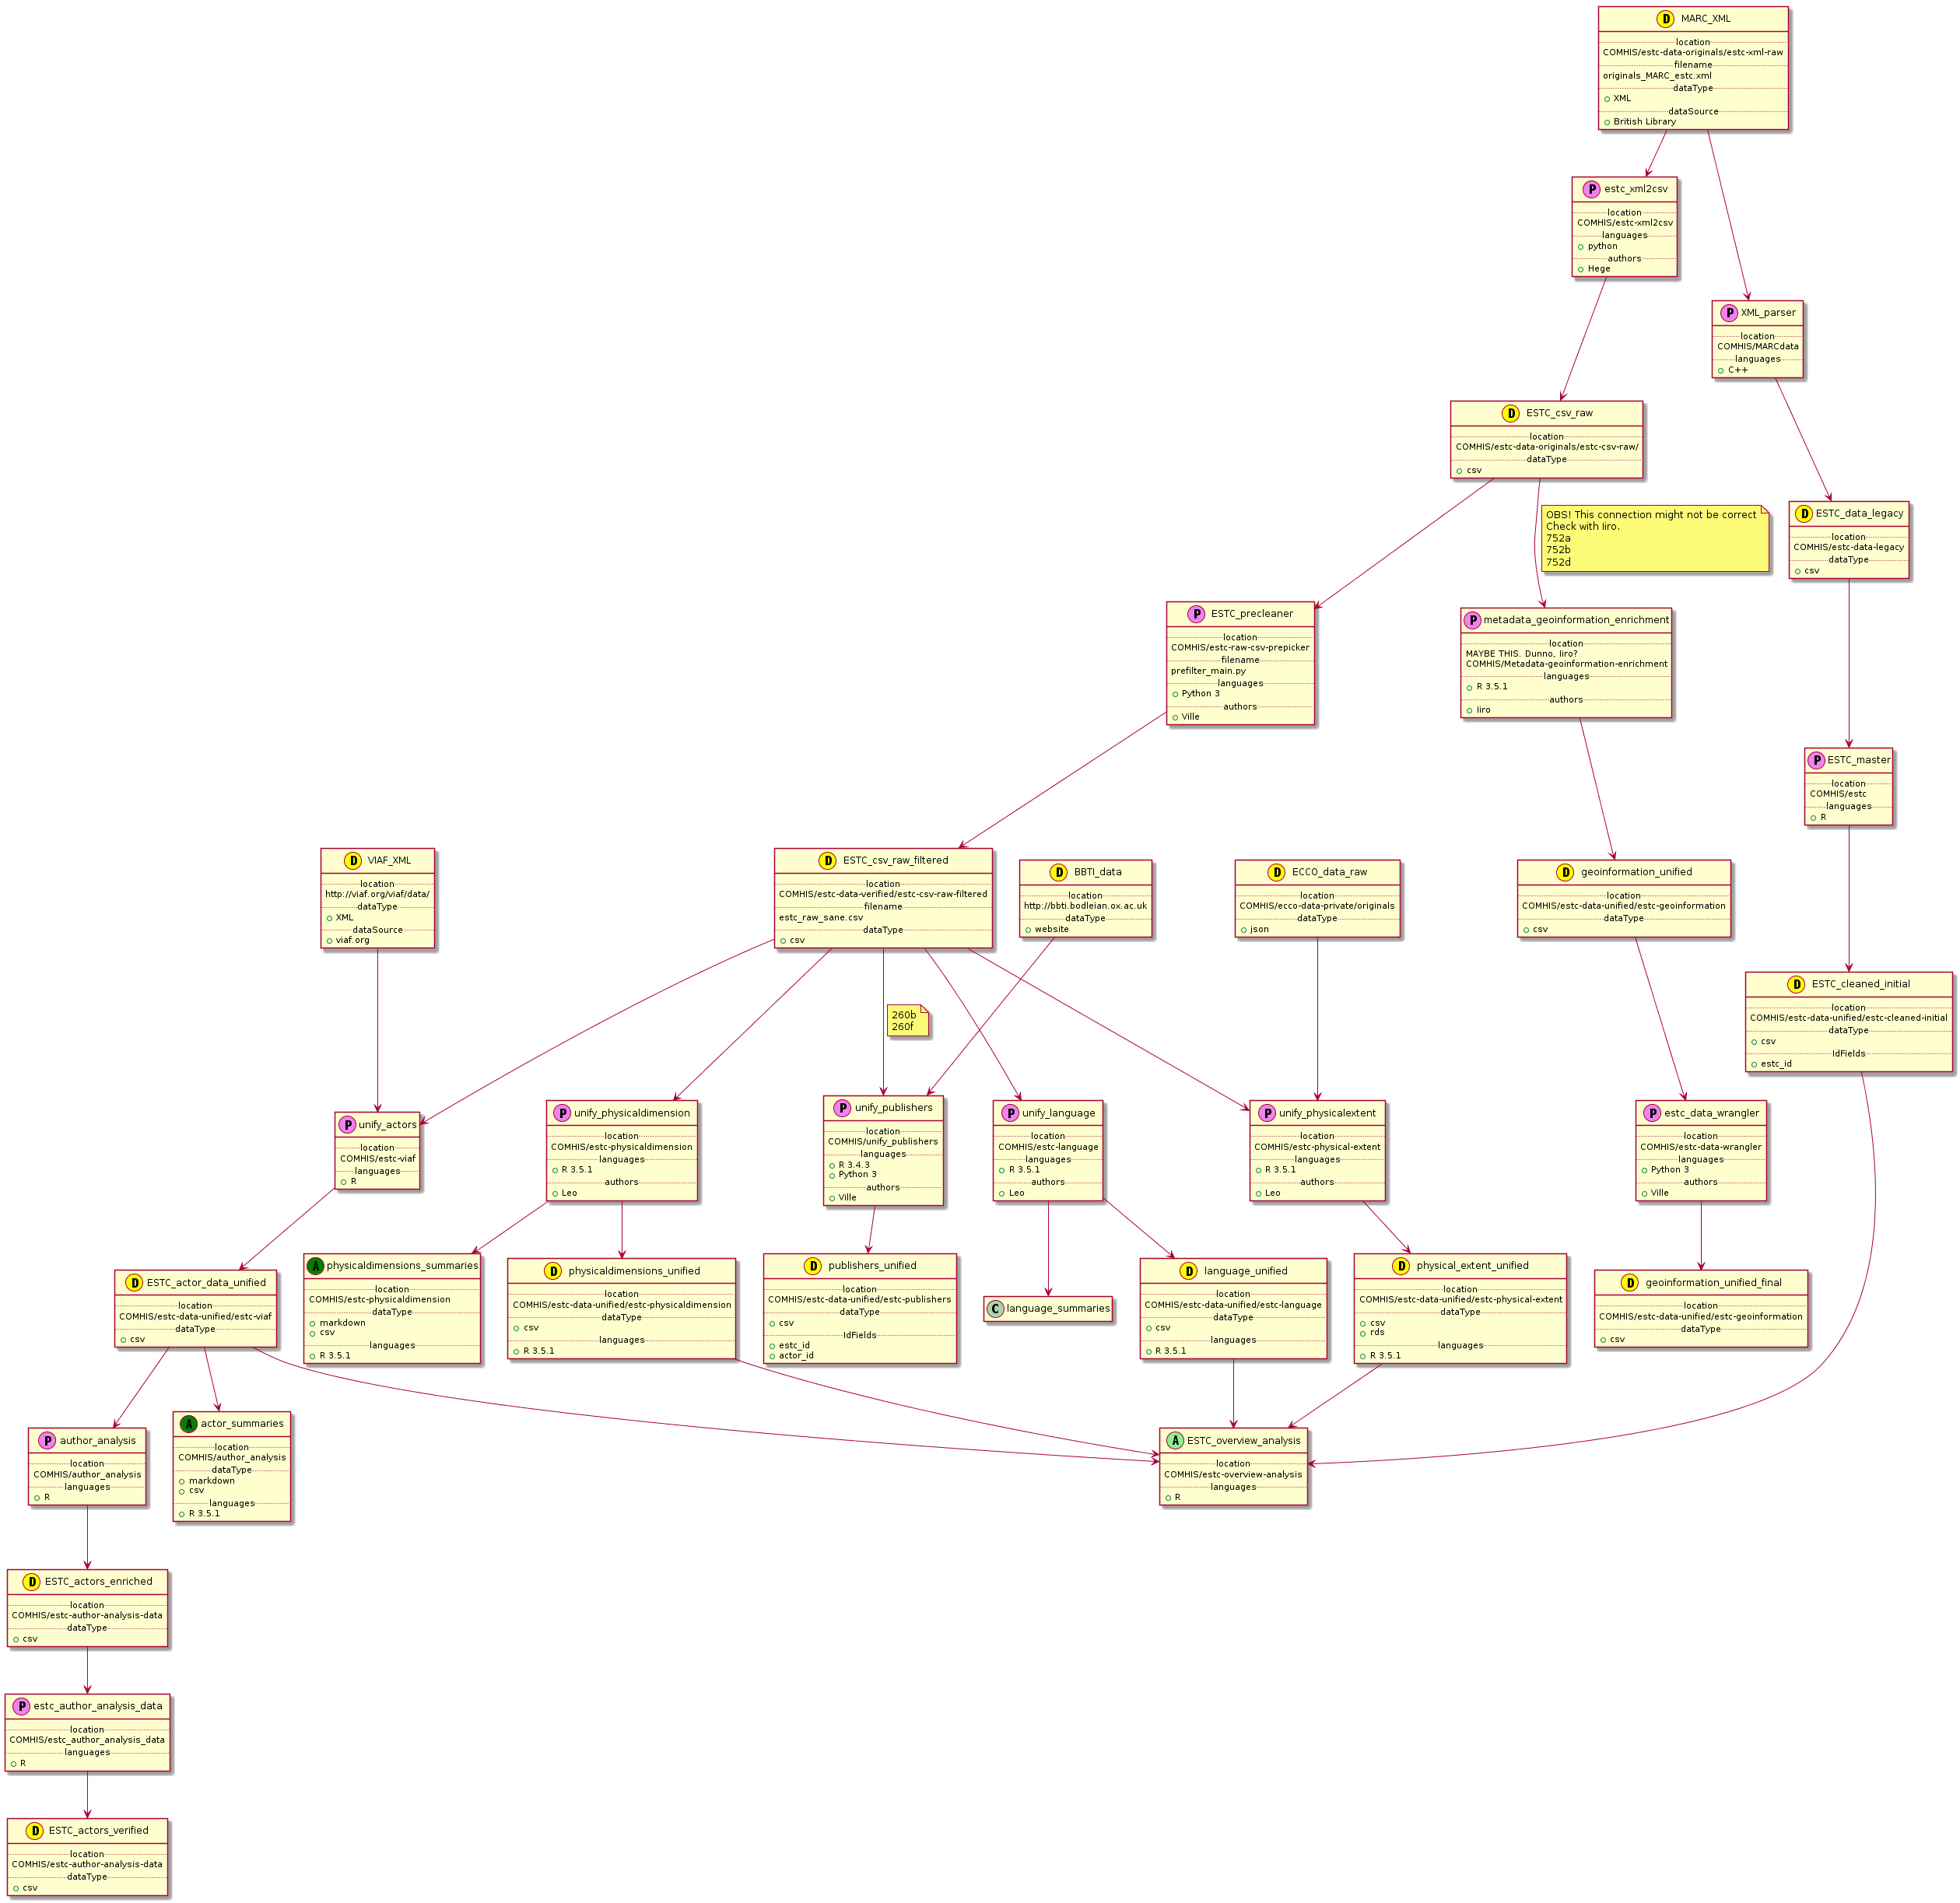 D MARC_XML
location
COMHIS/estc-data-originals/estc-xml-raw
filename
originals_MARC_estc.xml
dataType
XML
dataSource
British Library
P estc_xml2csv
location
COMHIS/estc-xml2csv
languages
python
authors
Hege
P XML_parser
location
COMHIS/MARCdata
languages
C++
D ESTC_csv_raw
location
COMHIS/estc-data-originals/estc-csv-raw/
dataType
csv
OBS! This connection might not be correct
Check with Iiro.
752a
752b
752d
D ESTC_data_legacy
location
COMHIS/estc-data-legacy
dataType
csv
P ESTC_precleaner
location
COMHIS/estc-raw-csv-prepicker
filename
prefilter_main.py
languages
Python 3
authors
Ville
P metadata_geoinformation_enrichment
location
MAYBE THIS. Dunno, Iiro?
COMHIS/Metadata-geoinformation-enrichment
languages
R 3.5.1
authors
Iiro
P ESTC_master
location
COMHIS/estc
languages
R
D VIAF_XML
location
http://viaf.org/viaf/data/
dataType
XML
dataSource
viaf.org
D ESTC_csv_raw_filtered
location
COMHIS/estc-data-verified/estc-csv-raw-filtered
filename
estc_raw_sane.csv
dataType
csv
D BBTI_data
location
http://bbti.bodleian.ox.ac.uk
dataType
website
D ECCO_data_raw
location
COMHIS/ecco-data-private/originals
dataType
json
D geoinformation_unified
location
COMHIS/estc-data-unified/estc-geoinformation
dataType
csv
D ESTC_cleaned_initial
location
COMHIS/estc-data-unified/estc-cleaned-initial
dataType
csv
IdFields
estc_id
260b
260f
P unify_actors
location
COMHIS/estc-viaf
languages
R
P unify_physicaldimension
location
COMHIS/estc-physicaldimension
languages
R 3.5.1
authors
Leo
P unify_publishers
location
COMHIS/unify_publishers
languages
R 3.4.3
Python 3
authors
Ville
P unify_language
location
COMHIS/estc-language
languages
R 3.5.1
authors
Leo
P unify_physicalextent
location
COMHIS/estc-physical-extent
languages
R 3.5.1
authors
Leo
P estc_data_wrangler
location
COMHIS/estc-data-wrangler
languages
Python 3
authors
Ville
D ESTC_actor_data_unified
location
COMHIS/estc-data-unified/estc-viaf
dataType
csv
A physicaldimensions_summaries
location
COMHIS/estc-physicaldimension
dataType
markdown
csv
languages
R 3.5.1
D physicaldimensions_unified
location
COMHIS/estc-data-unified/estc-physicaldimension
dataType
csv
languages
R 3.5.1
D publishers_unified
location
COMHIS/estc-data-unified/estc-publishers
dataType
csv
IdFields
estc_id
actor_id
C language_summaries
D language_unified
location
COMHIS/estc-data-unified/estc-language
dataType
csv
languages
R 3.5.1
D physical_extent_unified
location
COMHIS/estc-data-unified/estc-physical-extent
dataType
csv
rds
languages
R 3.5.1
D geoinformation_unified_final
location
COMHIS/estc-data-unified/estc-geoinformation
dataType
csv
P author_analysis
location
COMHIS/author_analysis
languages
R
A actor_summaries
location
COMHIS/author_analysis
dataType
markdown
csv
languages
R 3.5.1
A ESTC_overview_analysis
location
COMHIS/estc-overview-analysis
languages
R
D ESTC_actors_enriched
location
COMHIS/estc-author-analysis-data
dataType
csv
P estc_author_analysis_data
location
COMHIS/estc_author_analysis_data
languages
R
D ESTC_actors_verified
location
COMHIS/estc-author-analysis-data
dataType
csv